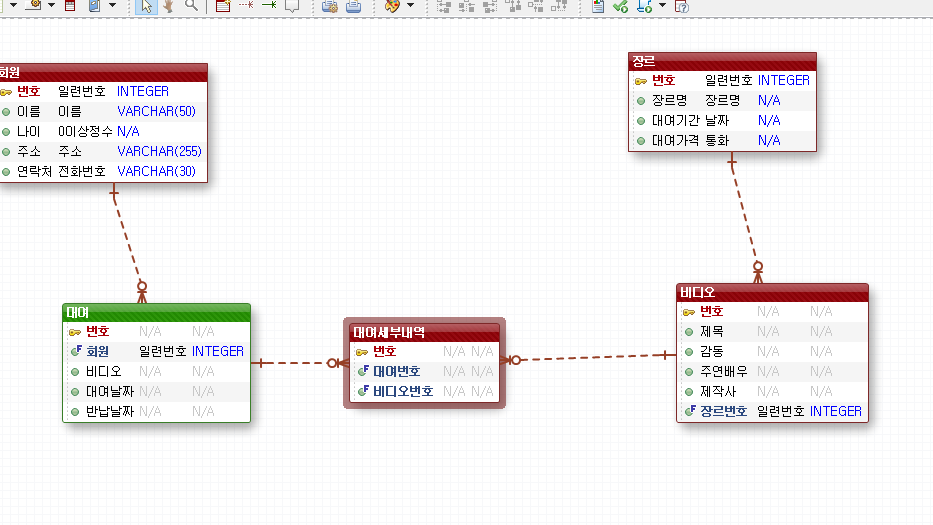 회원
번호 일련번호 INTEGER
이름 이름 VARCHAR(50)
나이 0이상정수 N/A
주소 주소 VARCHAR(255)
연락처 전화번호 VARCHAR(30)
장르
번호 일련번호 INTEGER
장르명 장르명 N/A
대여기간 날짜 N/A
대여가격 통화 N/A
대여
번호 N/A N/A
회원 일련번호 INTEGER
비디오 N/A N/A
대여날짜 N/A N/A
반납날짜 N/A N/A
대여세부내역
번호 N/A N/A
대여번호 N/A N/A
비디오번호 N/A N/A
비디오
번호 N/A N/A
제목 N/A N/A
감동 N/A N/A
주연배우 N/A N/A
제작사 N/A N/A
장르번호 일련번호 INTEGER